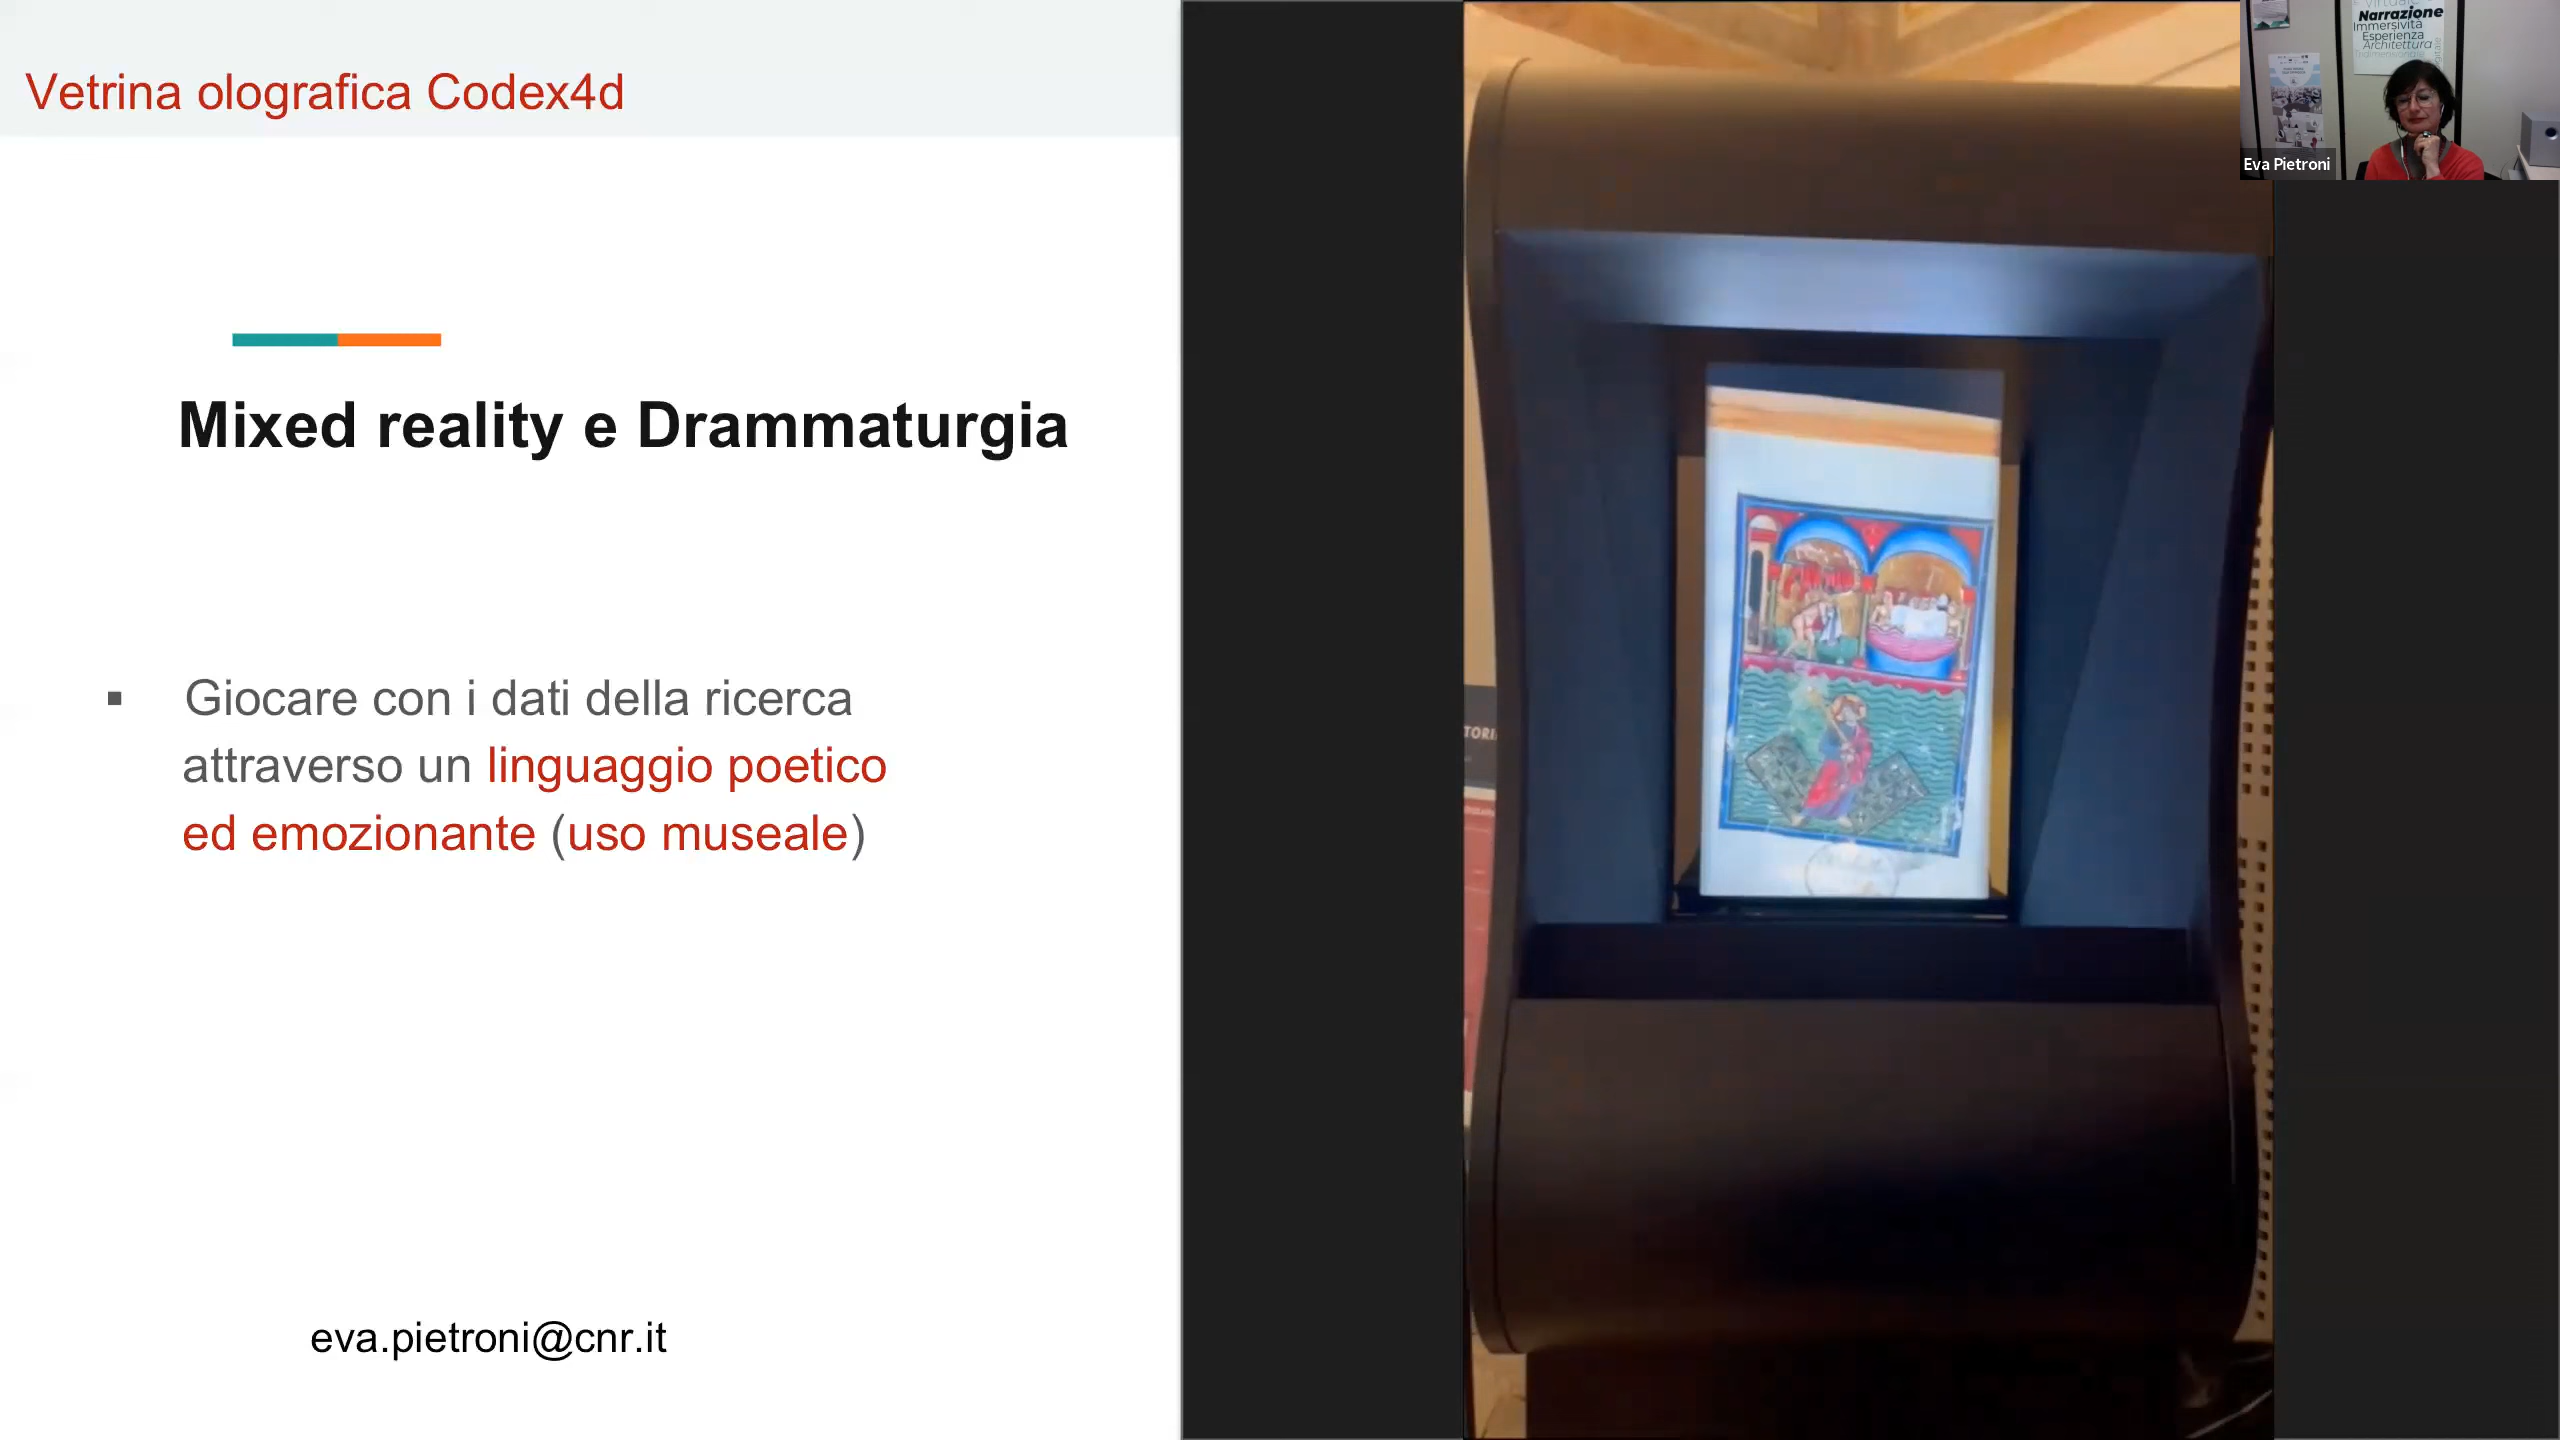 Vetrina olografica Codex4d
Mixed reality e Drammaturgia
▪ Giocare con i dati della ricerca
attraverso un linguaggio poetico
ed emozionante (uso museale)
eva.pietroni@cnr.it
Narrazione
Immersività
Esperienza
Architettura
Eva Pietroni